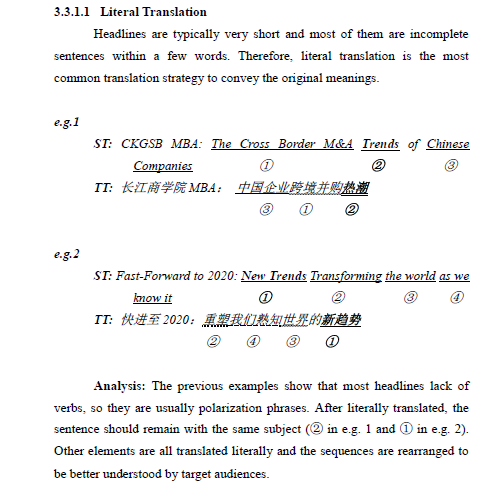 3.3.1.1 Literal Translation
Headlines are typically very short and most of them are incomplete
sentences within a few words. Therefore, literal translation is the most
common translation strategy to convey the original meanings.
e.g.1
ST: CKGSB MBA: The Cross Border M&A Trends of Chinese
Companies ① ② ③
TT: 长江商学院 MBA： 中国企业跨境并购热潮
③ ① ②
e.g.2
ST: Fast-Forward to 2020: New Trends Transforming the world as we
know it ① ② ③ ④
TT: 快进至 2020：重塑我们熟知世界的新趋势
② ④ ③ ①
Analysis: The previous examples show that most headlines lack of
verbs, so they are usually polarization phrases. After literally translated, the
sentence should remain with the same subject (② in e.g. 1 and ① in e.g. 2).
Other elements are all translated literally and the sequences are rearranged to
be better understood by target audiences.